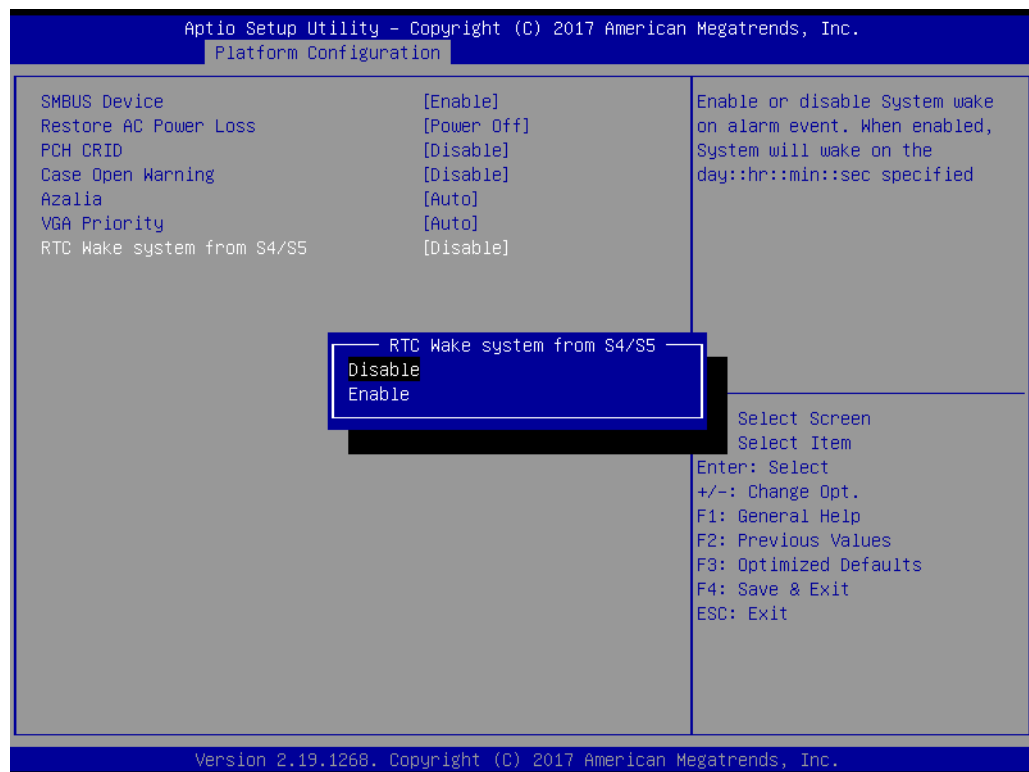 Aptio Setup Utility – Copyright (C) 2017 American Megatrends, Inc.
Platform Configuration
SMBUS Device [Enable]
Restore AC Power Loss [Power Off]
PCH CRID [Disable]
Case Open Warning [Disable]
Azalia [Auto]
VGA Priority [Auto]
RTC Wake system from S4/S5 [Disable]
Enable or disable System wake
on alarm event. When enabled,
System will wake on the
day::hr::min::sec specified
RTC Wake system from S4/S5
Disable
Enable
Select Screen
Select Item
Enter: Select
+/-: Change Opt.
F1: General Help
F2: Previous Values
F3: Optimized Defaults
F4: Save & Exit
ESC: Exit
Version 2.19.1268. Copyright (C) 2017 American Megatrends, Inc.